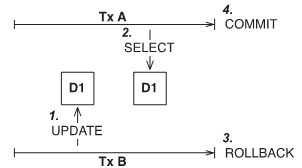 Tx A
4.
COMMIT
2.
SELECT
D1
D1
1.
UPDATE
3.
ROLLBACK
Tx B